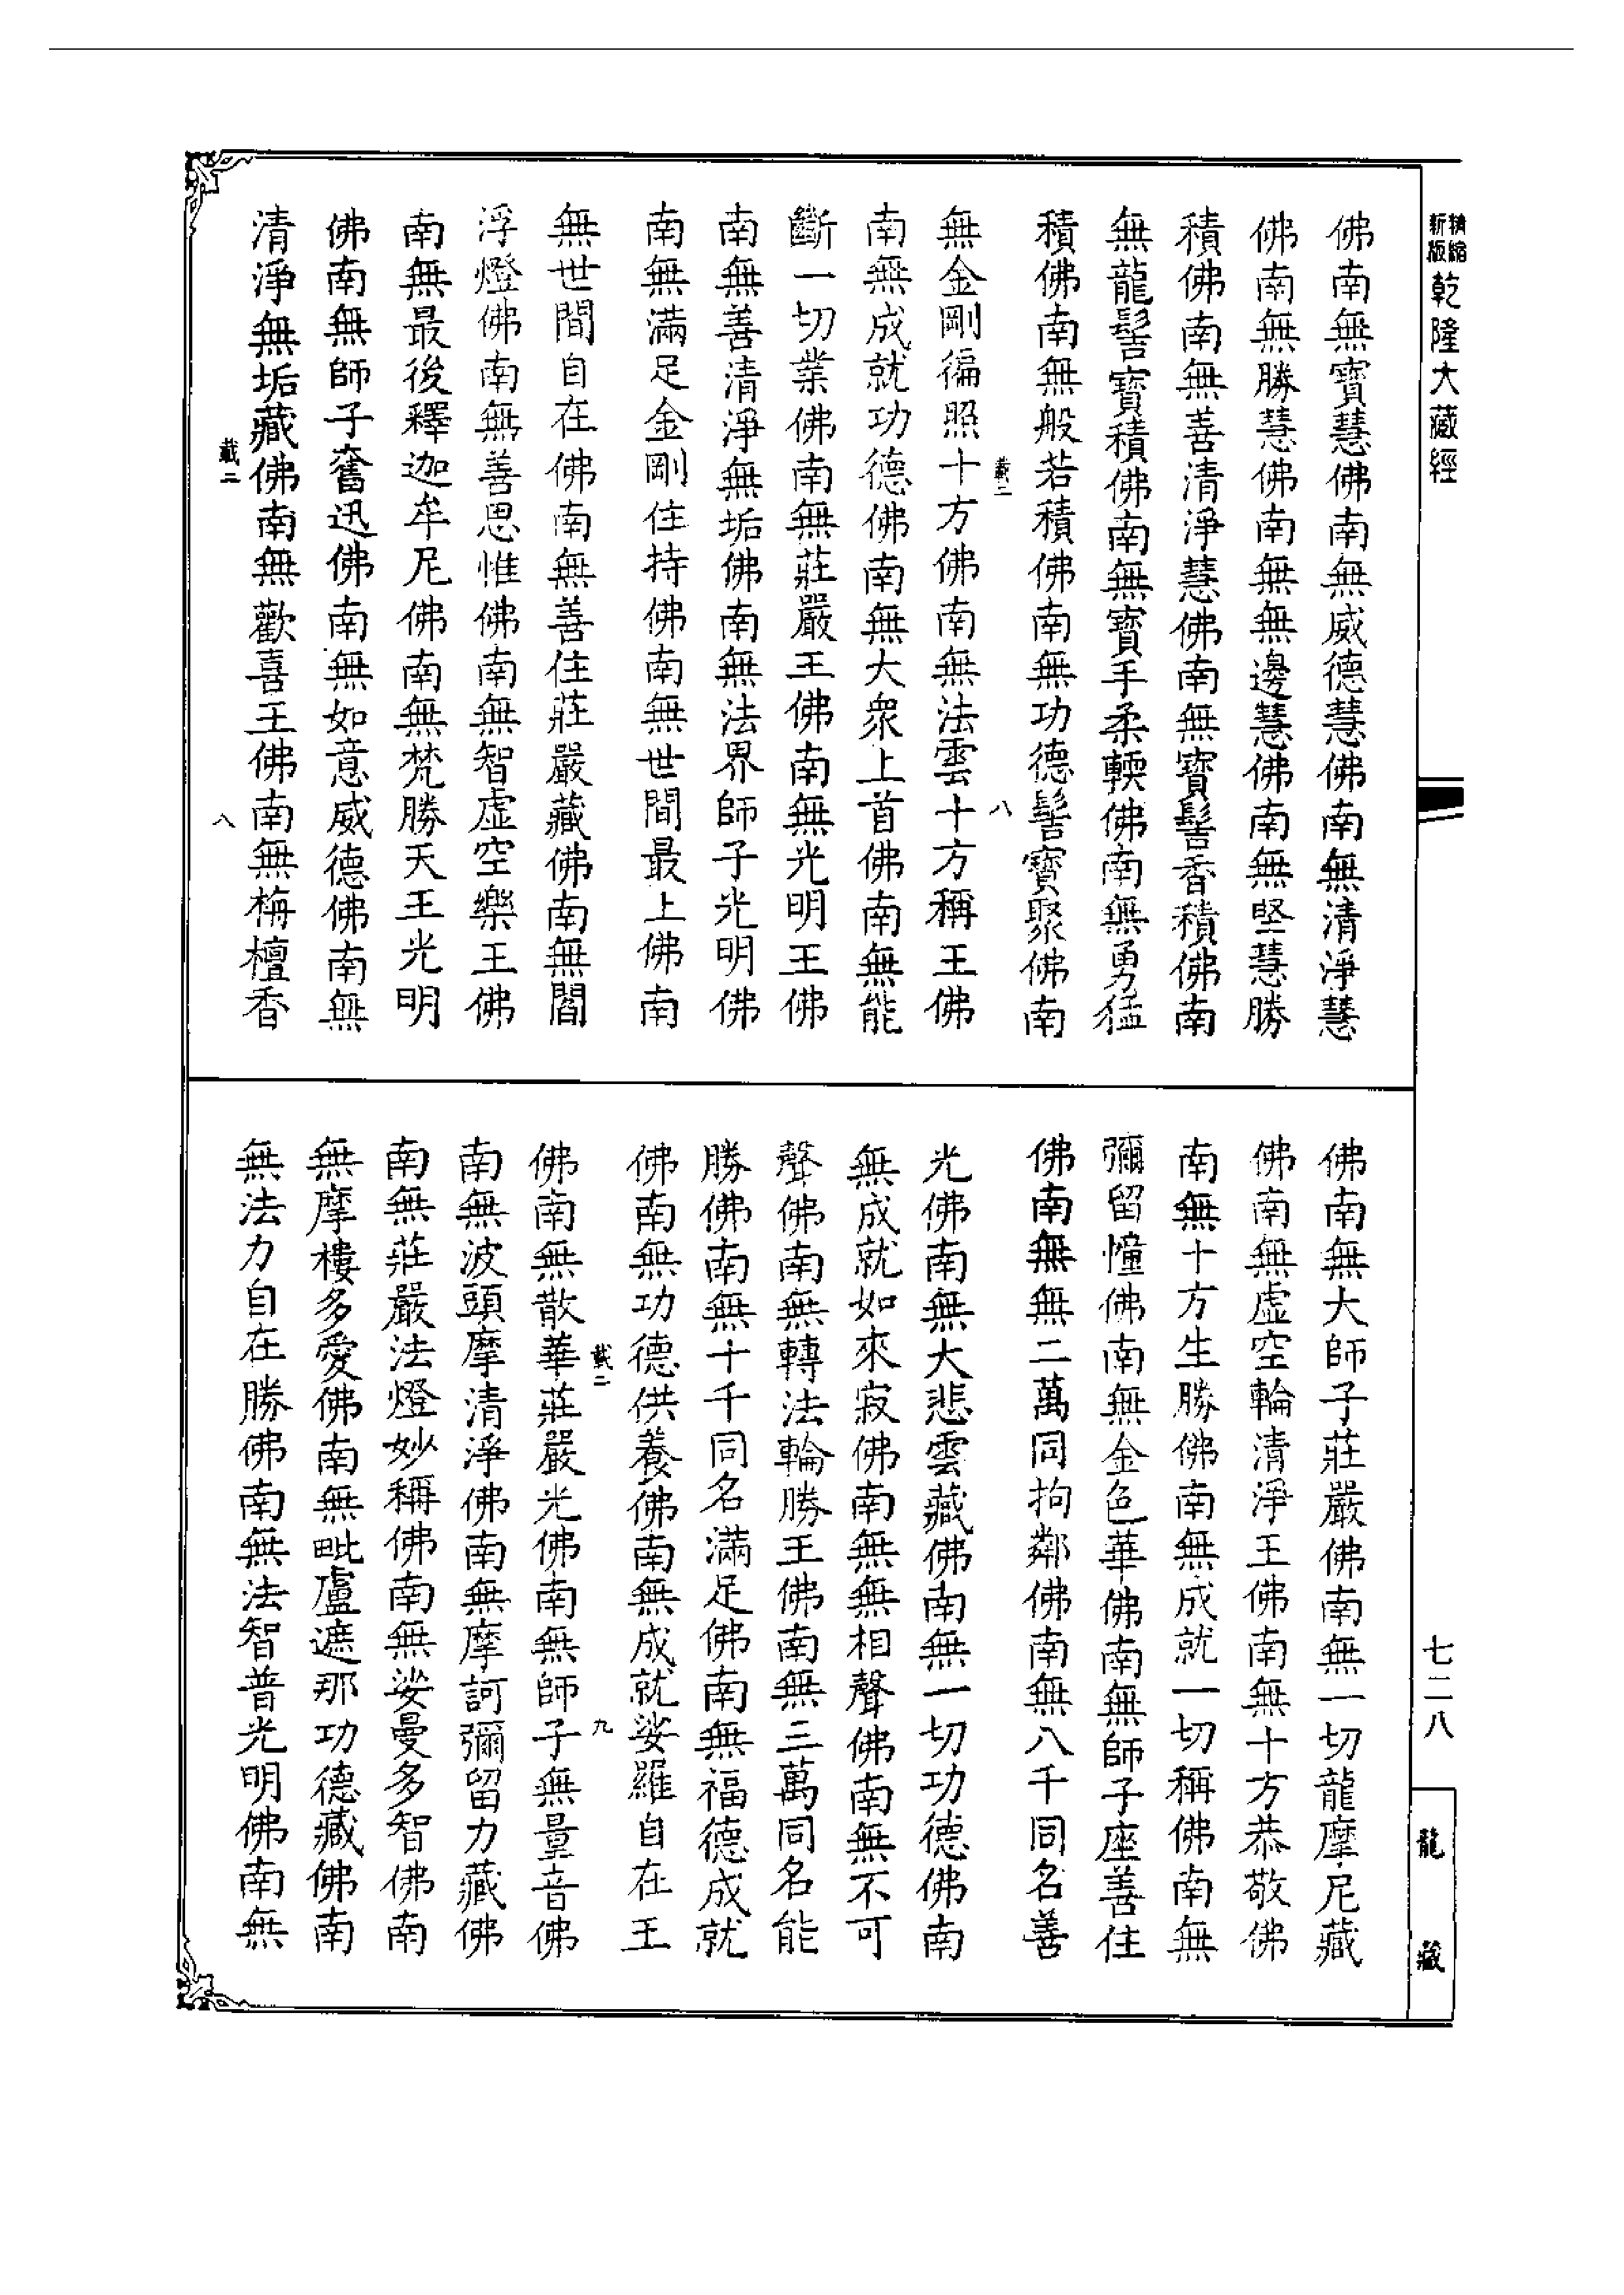 精縮新版乾隆大藏經
佛南無寶慧佛南無威德慧佛南無清淨慧
佛南無勝慧佛南無無邊慧佛南無堅慧勝
積佛南無善清淨慧佛南無寶髻香積佛南
無龍髻寶積佛南無寶手柔輭佛南無勇猛
積佛南無般若積佛南無功德髻寶聚佛南
藏二 八
無金剛徧照十方佛南無法雲十方稱王佛
南無成就功德佛南無大衆上首佛南無能
斷一切業佛南無莊嚴王佛南無光明王佛
南無善清淨無垢佛南無法界師子光明佛
南無滿足金剛住持佛南無世間最上佛南
無世間自在佛南無善住莊嚴藏佛南無閻
浮燈佛南無善思惟佛南無智虛空樂王佛
南無最後釋迦牟尼佛南無梵勝天王光明
佛南無師子奮迅佛南無如意威德佛南無
清淨無垢藏佛南無歡喜王佛南無栴檀香
藏二 八
佛南無大師子莊嚴佛南無一切龍摩尼藏
佛南無虛空輪清淨王佛南無十方恭敬佛
南無十方生勝佛南無成就一切稱佛南無
彌留幢佛南無金色華佛南無師子座善住
佛南無無二萬同拘鄰佛南無八千同名善
光佛南無大悲雲藏佛南無一切功德佛南
無成就如來寂佛南無無相聲佛南無不可
聲佛南無轉法輪勝王佛南無三萬同名能
勝佛南無十千同名滿足佛南無福德成就
佛南無功德供養佛南無成就娑羅自在王
藏二 九
佛南無散華莊嚴光佛南無師子無量音佛
南無波頭摩清淨佛南無摩訶彌留力藏佛
南無莊嚴法燈妙稱佛南無娑曼多智佛南
無摩樓多愛佛南無毗盧遮那功德藏佛南
無法力自在勝佛南無法智普光明佛南無
七二八
龍藏